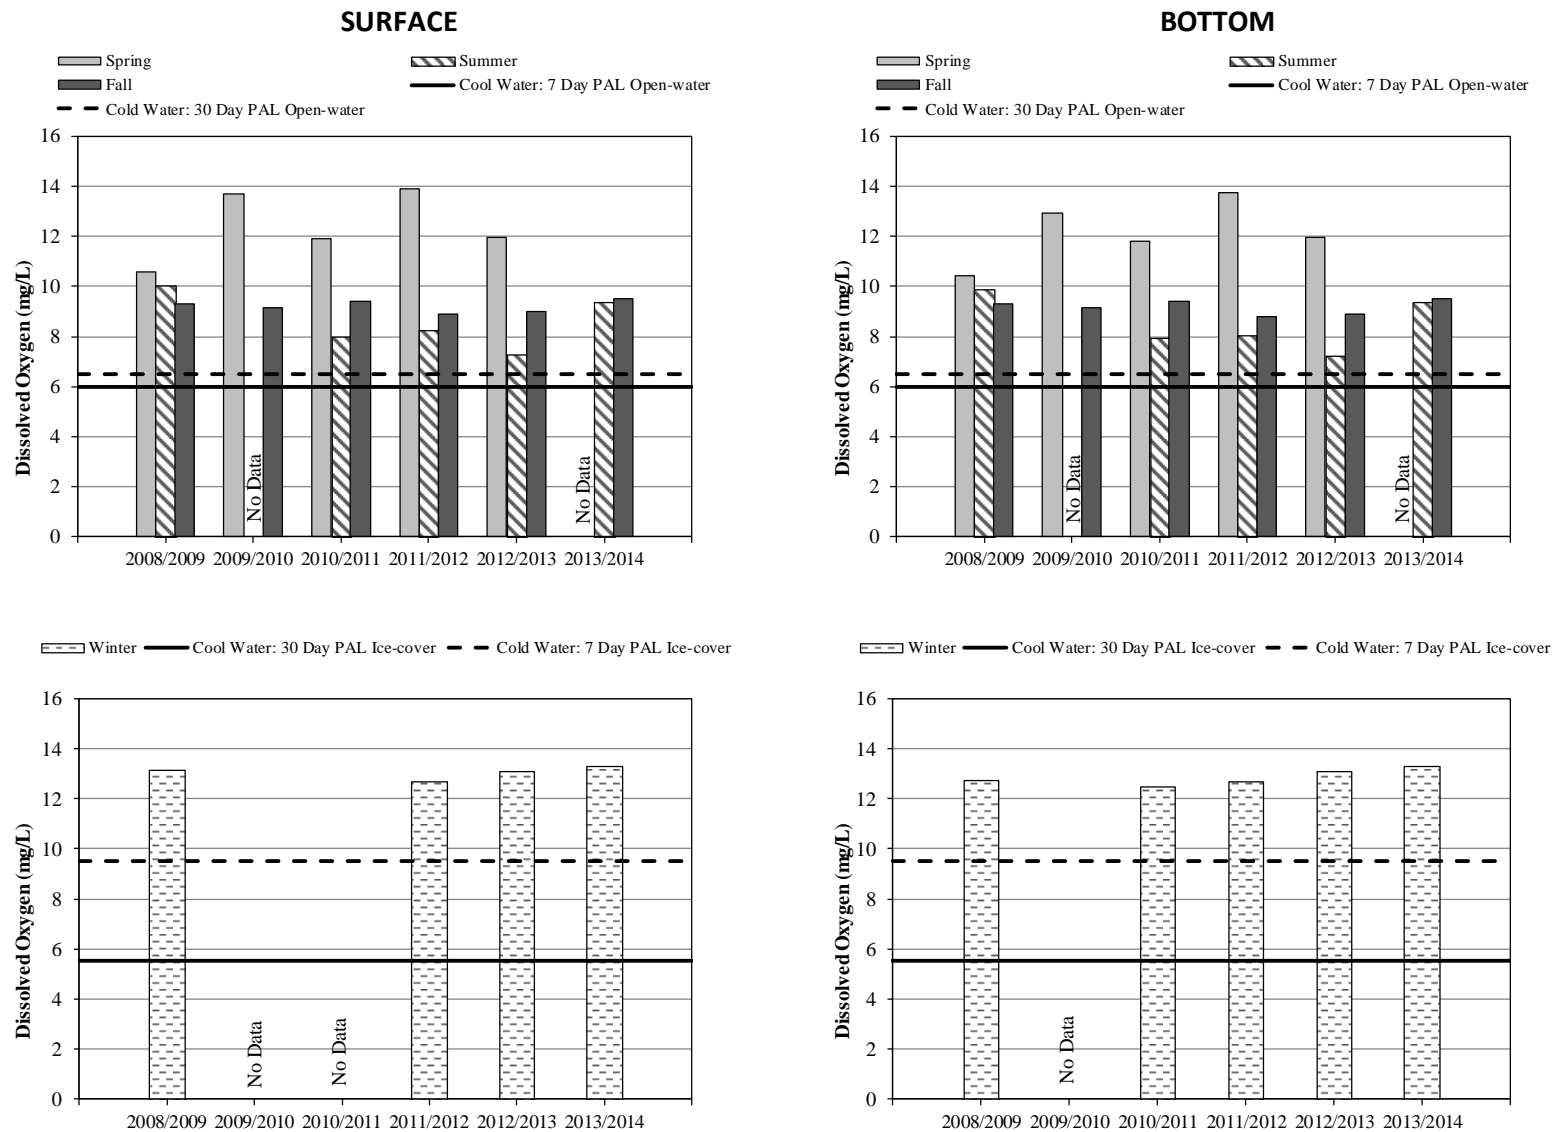 SURFACE
Spring
Summer
Fall
Cool Water: 7 Day PAL Open-water
Cold Water: 30 Day PAL Open-water
16
14
12
10
8
6
4
2
0
Dissolved Oxygen (mg/L)
No Data
No Data
2008/2009 2009/2010 2010/2011 2011/2012 2012/2013 2013/2014
BOTTOM
Spring
Summer
Fall
Cool Water: 7 Day PAL Open-water
Cold Water: 30 Day PAL Open-water
16
14
12
10
8
6
4
2
0
Dissolved Oxygen (mg/L)
No Data
No Data
2008/2009 2009/2010 2010/2011 2011/2012 2012/2013 2013/2014
Winter Cool Water: 30 Day PAL Ice-cover Cold Water: 7 Day PAL Ice-cover
16
14
12
10
8
6
4
2
0
Dissolved Oxygen (mg/L)
No Data
No Data
2008/2009 2009/2010 2010/2011 2011/2012 2012/2013 2013/2014
Winter Cool Water: 30 Day PAL Ice-cover Cold Water: 7 Day PAL Ice-cover
16
14
12
10
8
6
4
2
0
Dissolved Oxygen (mg/L)
No Data
2008/2009 2009/2010 2010/2011 2011/2012 2012/2013 2013/2014